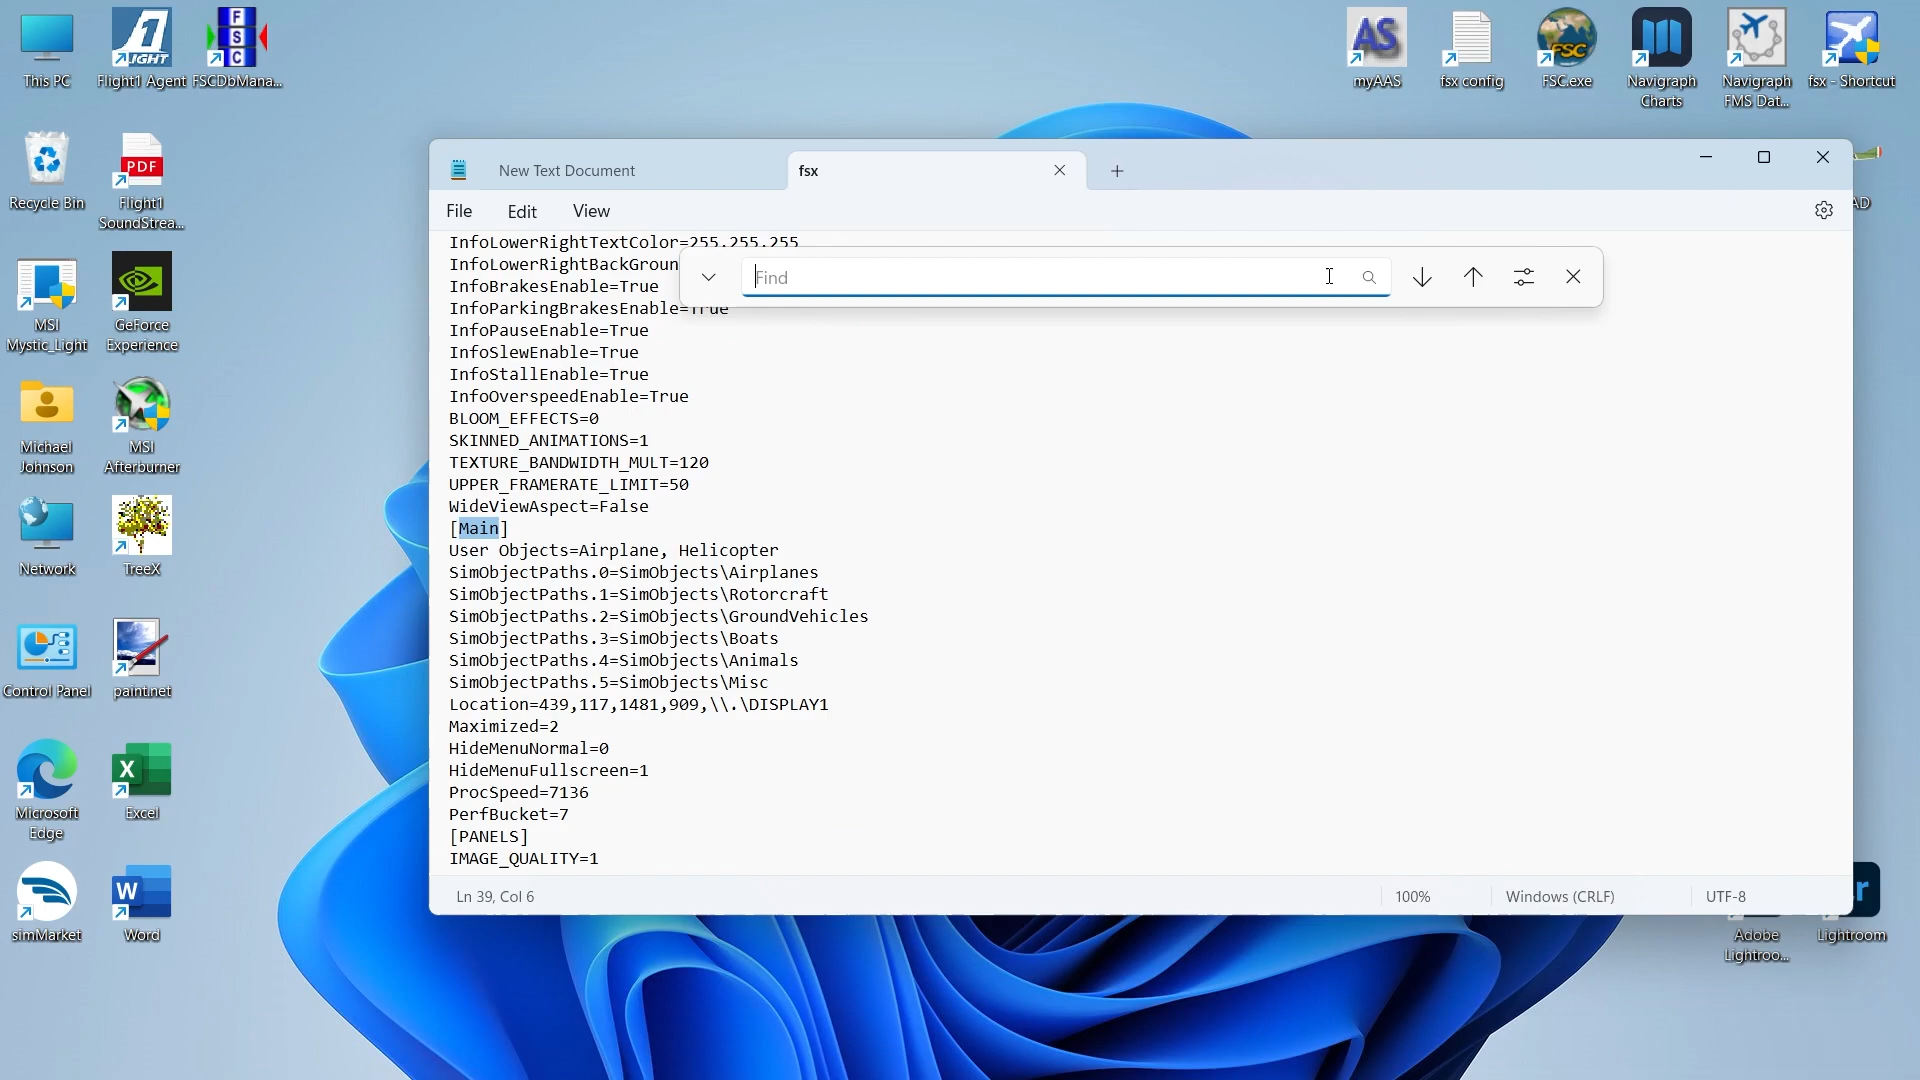 This PC
Flight1 Agent
FSCDbMana...
myAAS
fsx config
FSC.exe
Navigraph
Charts
Navigraph
FMS Dat...
fsx - Shortcut
Recycle Bin
Flight1
SoundStrea...
MSI
Mystic_Light
GeForce
Experience
Michael
Johnson
MSI
Afterburner
Network
TreeX
Control Panel
paint.net
Microsoft
Edge
Excel
simMarket
Word
Adobe
Lightroo...
Lightroom
New Text Document
fsx
File
Edit
View
Find
InfoLowerRightTextColor=255,255,255
InfoLowerRightBackGroun
InfoBrakesEnable=True
InfoParkingBrakesEnable=True
InfoPauseEnable=True
InfoSlewEnable=True
InfoStallEnable=True
InfoOverspeedEnable=True
BLOOM_EFFECTS=0
SKINNED_ANIMATIONS=1
TEXTURE_BANDWIDTH_MULT=120
UPPER_FRAMERATE_LIMIT=50
WideViewAspect=False
[Main]
User Objects=Airplane, Helicopter
SimObjectPaths.0=SimObjects\Airplanes
SimObjectPaths.1=SimObjects\Rotorcraft
SimObjectPaths.2=SimObjects\GroundVehicles
SimObjectPaths.3=SimObjects\Boats
SimObjectPaths.4=SimObjects\Animals
SimObjectPaths.5=SimObjects\Misc
Location=439,117,1481,909,\\.\DISPLAY1
Maximized=2
HideMenuNormal=0
HideMenuFullscreen=1
ProcSpeed=7136
PerfBucket=7
[PANELS]
IMAGE_QUALITY=1
Ln 39, Col 6
100%
Windows (CRLF)
UTF-8